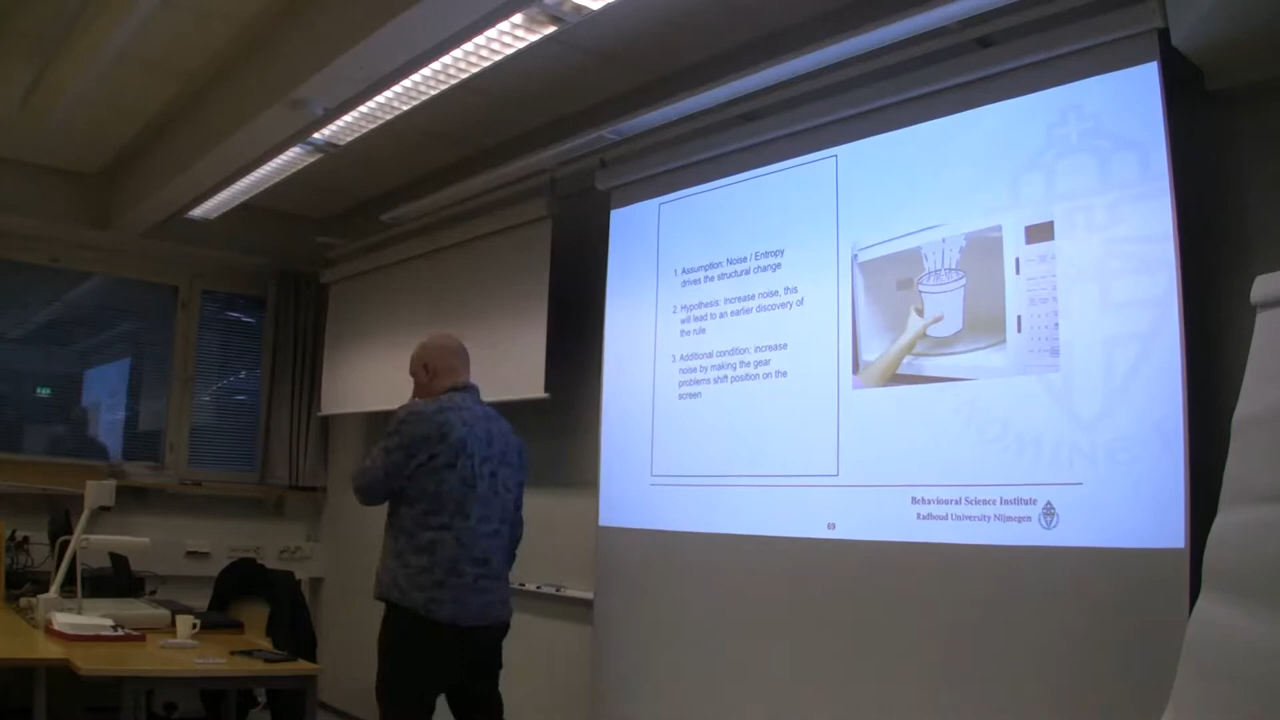 1. Assumption: Noise / Entropy
drives the structural change
2. Hypothesis: Increase noise, this
will lead to an earlier discovery of
the rule
3. Additional condition: increase
noise by making the gear
problems shift position on the
screen
Behavioural Science Institute
Radboud University Nijmegen
69